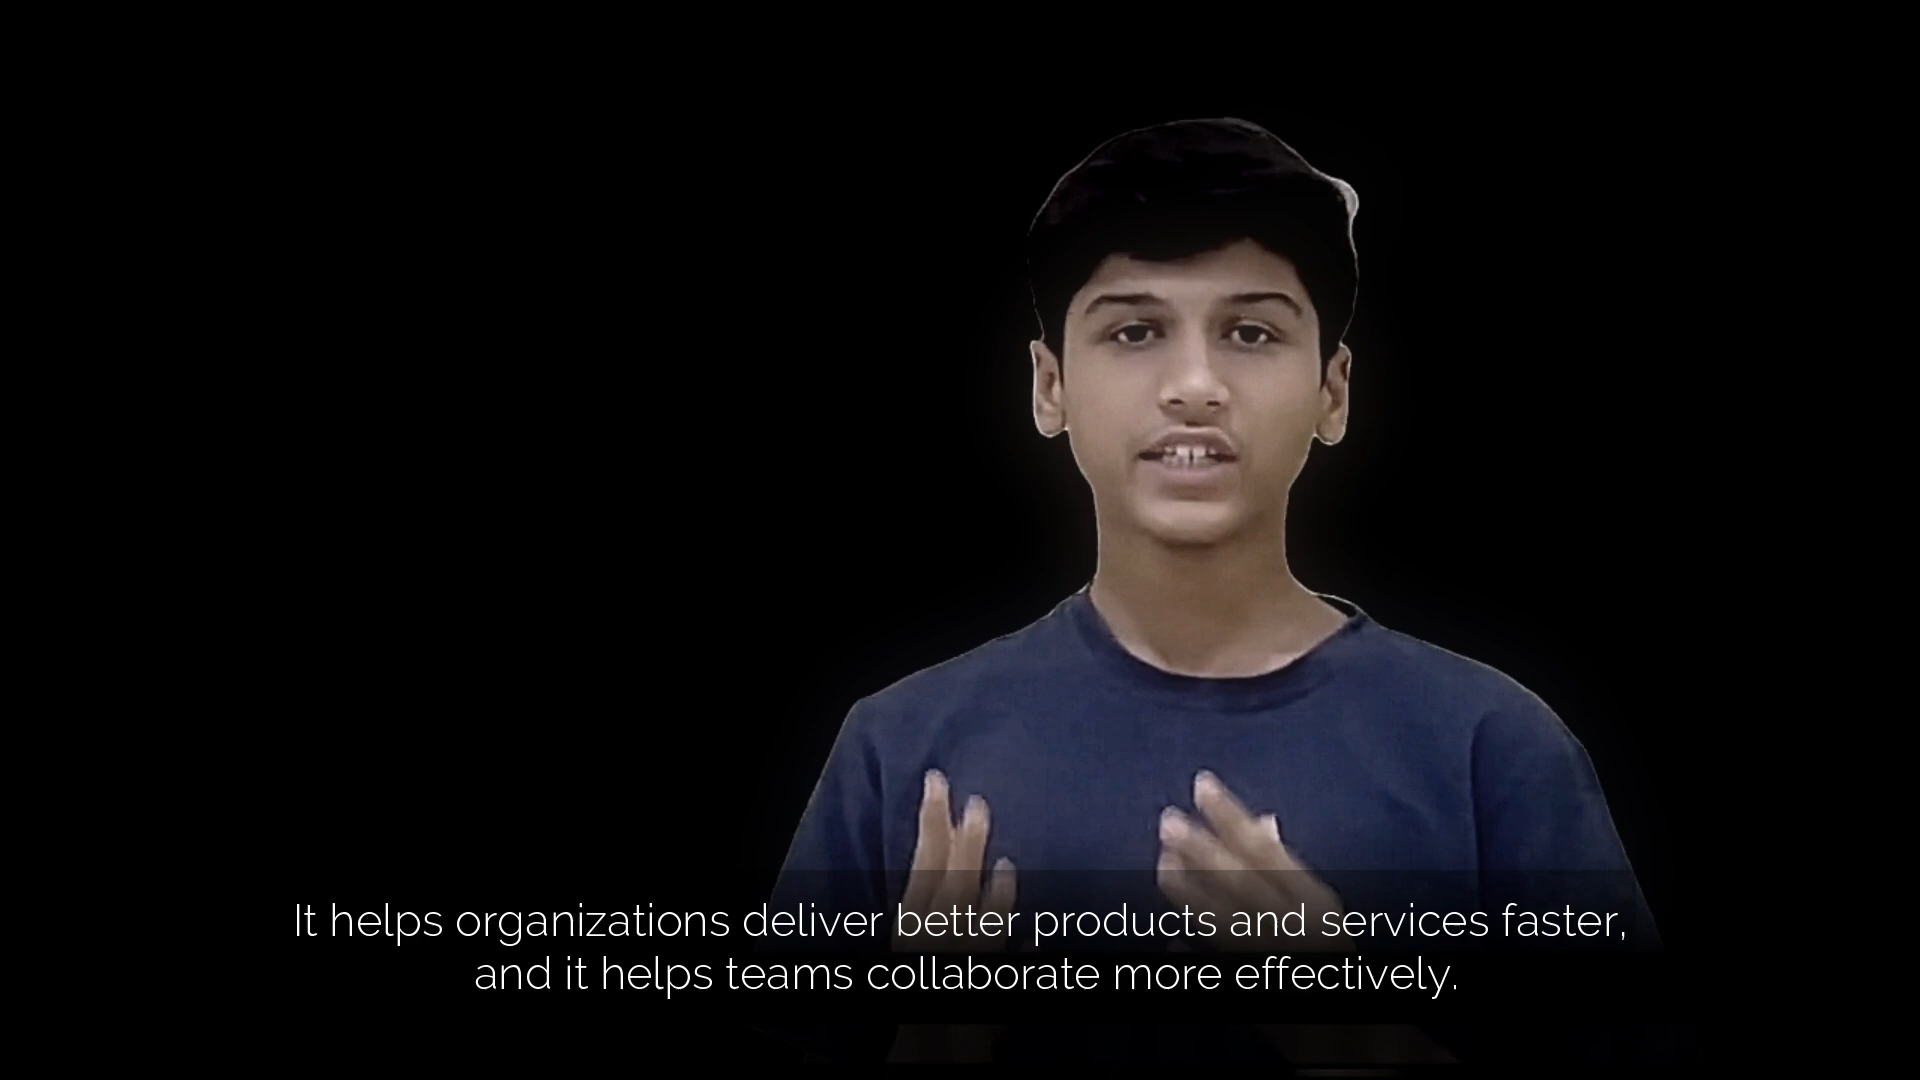 It helps organizations deliver better products and services faster,
and it helps teams collaborate more effectively.